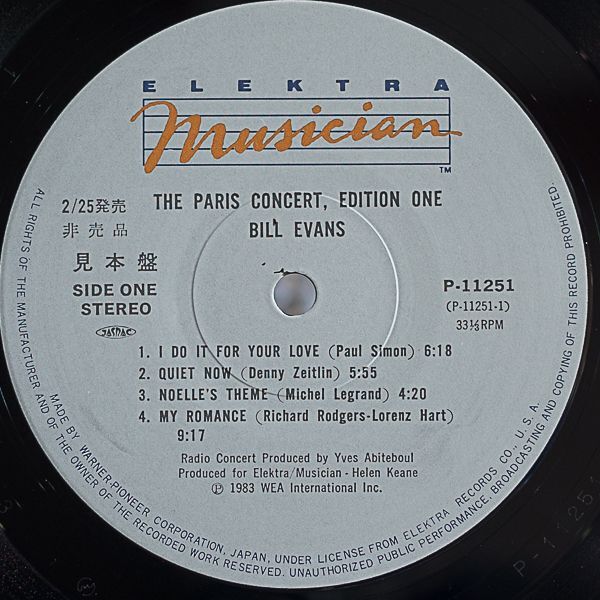 ELEKTRA
Musician
TM
2/25発売
THE PARIS CONCERT, EDITION ONE
非売品
BILL EVANS
見本盤
SIDE ONE
STEREO
P-11251
(P-11251-1)
33⅓RPM
JASRAC
1. I DO IT FOR YOUR LOVE (Paul Simon) 6:18
2. QUIET NOW (Denny Zeitlin) 5:55
3. NOELLE'S THEME (Michel Legrand) 4:20
4. MY ROMANCE (Richard Rodgers-Lorenz Hart)
9:17
Radio Concert Produced by Yves Abiteboul
Produced for Elektra/Musician - Helen Keane
Ⓟ 1983 WEA International Inc.
MADE BY WARNER-PIONEER CORPORATION, JAPAN, UNDER LICENSE FROM ELEKTRA RECORDS CO., U.S.A.
ALL RIGHTS OF THE MANUFACTURER AND OF THE OWNER OF THE RECORDED WORK RESERVED. UNAUTHORIZED PUBLIC PERFORMANCE, BROADCASTING AND COPYING OF THIS RECORD PROHIBITED.
P-11251